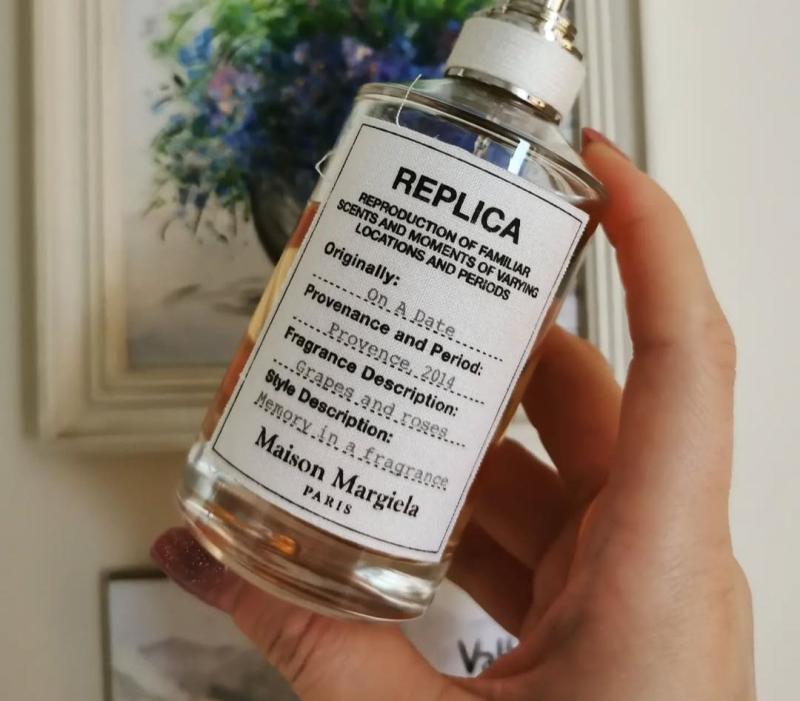 REPLICA
REPRODUCTION OF FAMILIAR
SCENTS AND MOMENTS OF VARYING
LOCATIONS AND PERIODS
Originally:
On A Date
Provenance and Period:
Provence, 2014
Fragrance Description:
Grapes and roses
Style Description:
Memory in a fragrance
Maison Margiela
PARIS